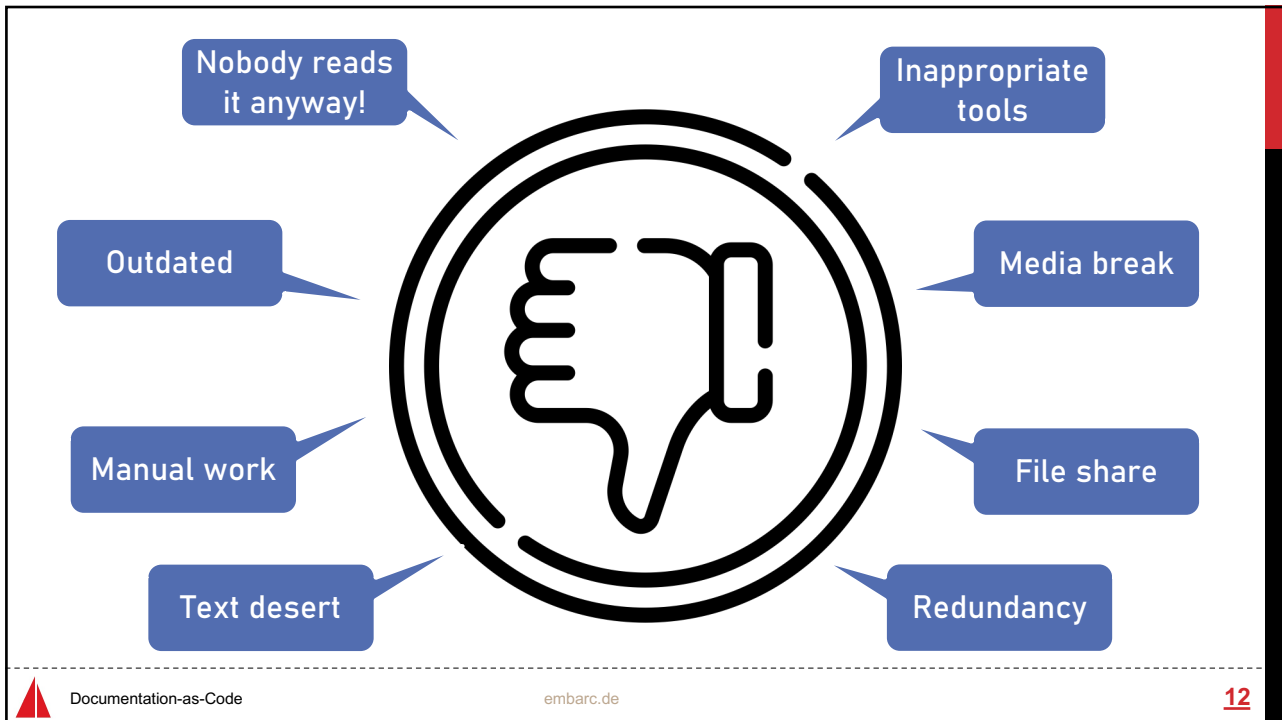 Nobody reads
it anyway!
Inappropriate
tools
Outdated
Media break
Manual work
File share
Text desert
Redundancy
Documentation-as-Code
embarc.de
12